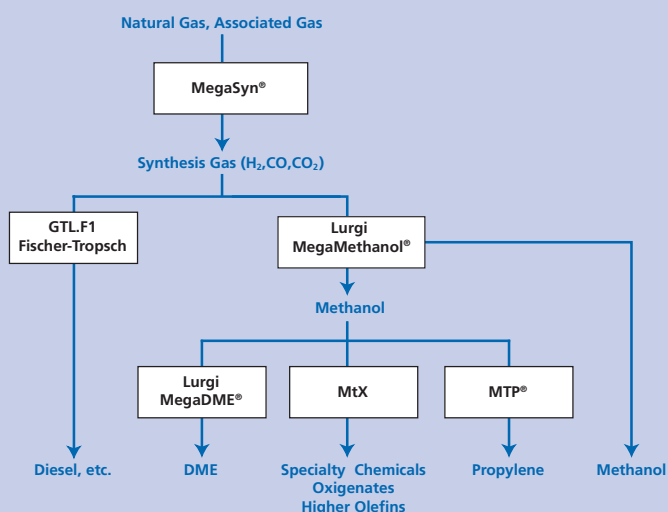 Natural Gas, Associated Gas
MegaSyn®
Synthesis Gas (H₂,CO,CO₂)
GTL.F1
Fischer-Tropsch
Lurgi
MegaMethanol®
Methanol
Lurgi
MegaDME®
MtX
MTP®
Diesel, etc.
DME
Specialty Chemicals
Oxigenates
Higher Olefins
Propylene
Methanol